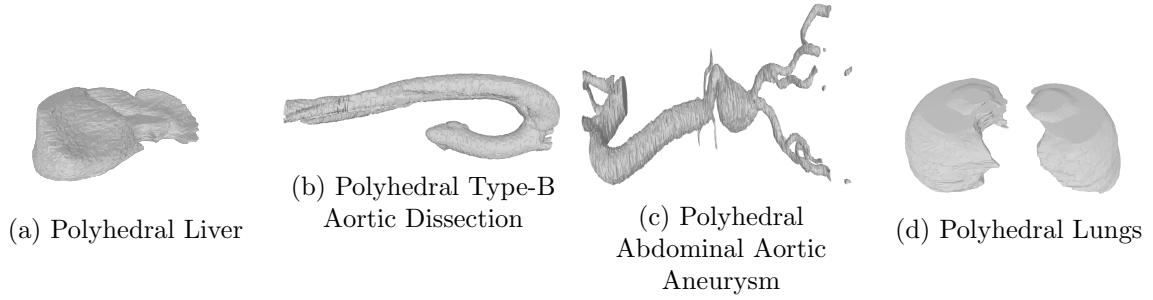 (a) Polyhedral Liver
(b) Polyhedral Type-B
Aortic Dissection
(c) Polyhedral
Abdominal Aortic
Aneurysm
(d) Polyhedral Lungs